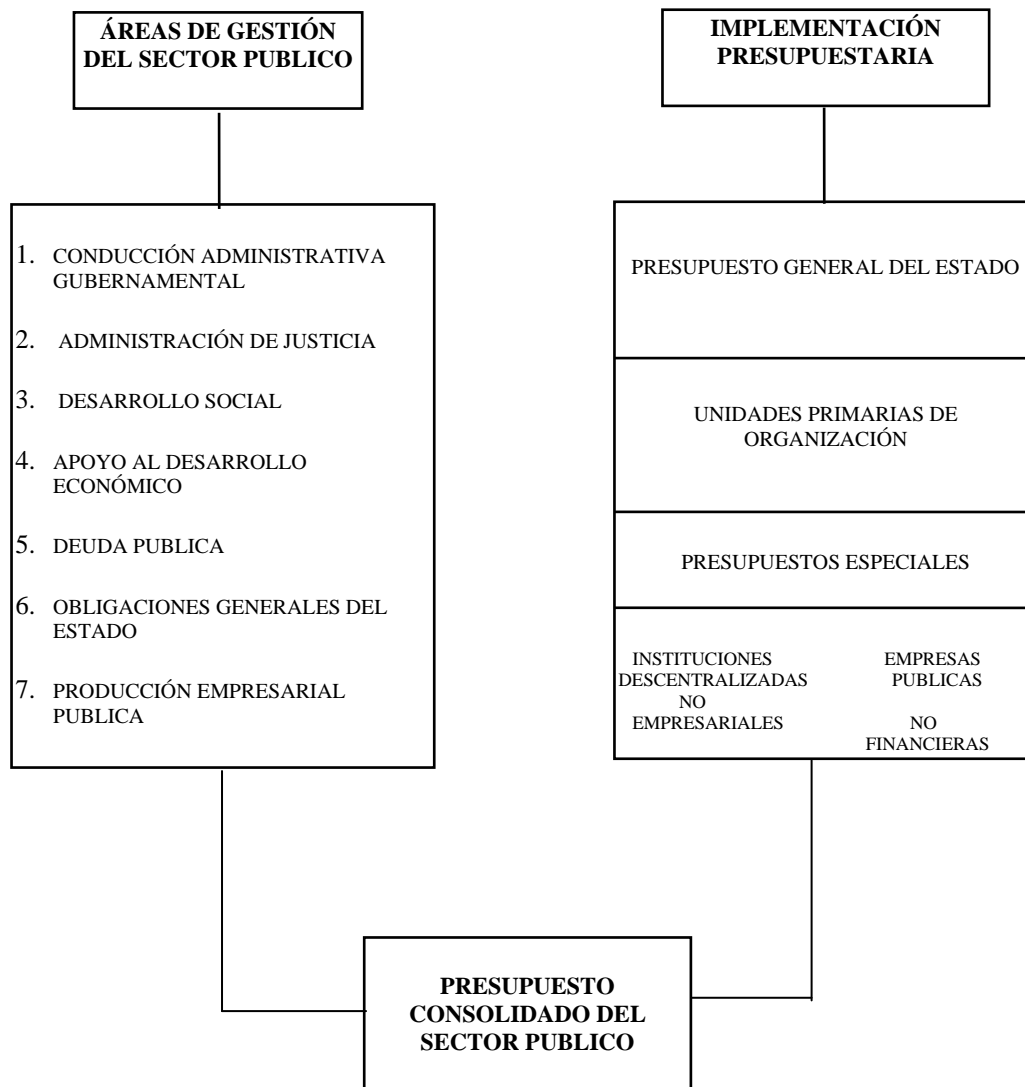 ÁREAS DE GESTIÓN
DEL SECTOR PUBLICO
1. CONDUCCIÓN ADMINISTRATIVA
GUBERNAMENTAL
2. ADMINISTRACIÓN DE JUSTICIA
3. DESARROLLO SOCIAL
4. APOYO AL DESARROLLO
ECONÓMICO
5. DEUDA PUBLICA
6. OBLIGACIONES GENERALES DEL
ESTADO
7. PRODUCCIÓN EMPRESARIAL
PUBLICA
IMPLEMENTACIÓN
PRESUPUESTARIA
PRESUPUESTO GENERAL DEL ESTADO
UNIDADES PRIMARIAS DE
ORGANIZACIÓN
PRESUPUESTOS ESPECIALES
INSTITUCIONES
DESCENTRALIZADAS
NO
EMPRESARIALES
EMPRESAS
PUBLICAS
NO
FINANCIERAS
PRESUPUESTO
CONSOLIDADO DEL
SECTOR PUBLICO